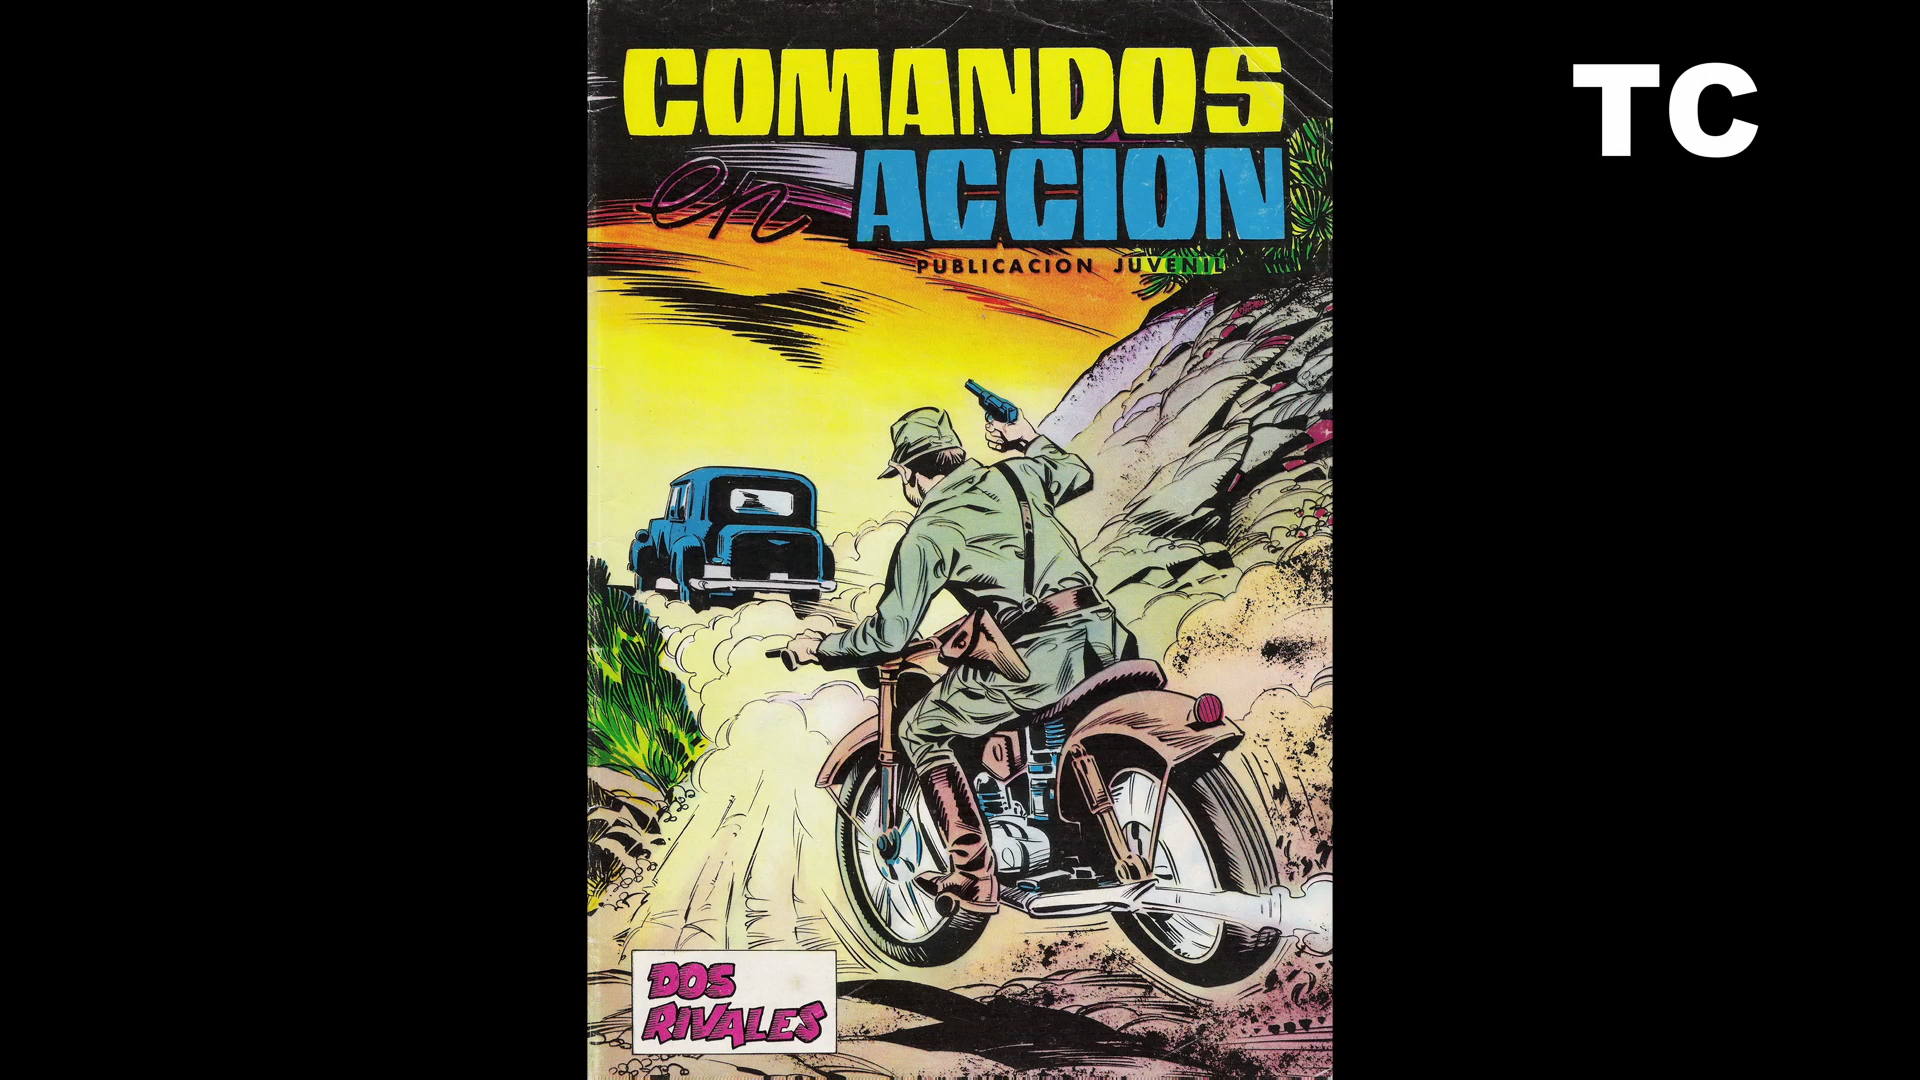 COMANDOS
en ACCION
PUBLICACION JUVENIL
DOS
RIVALES
TC